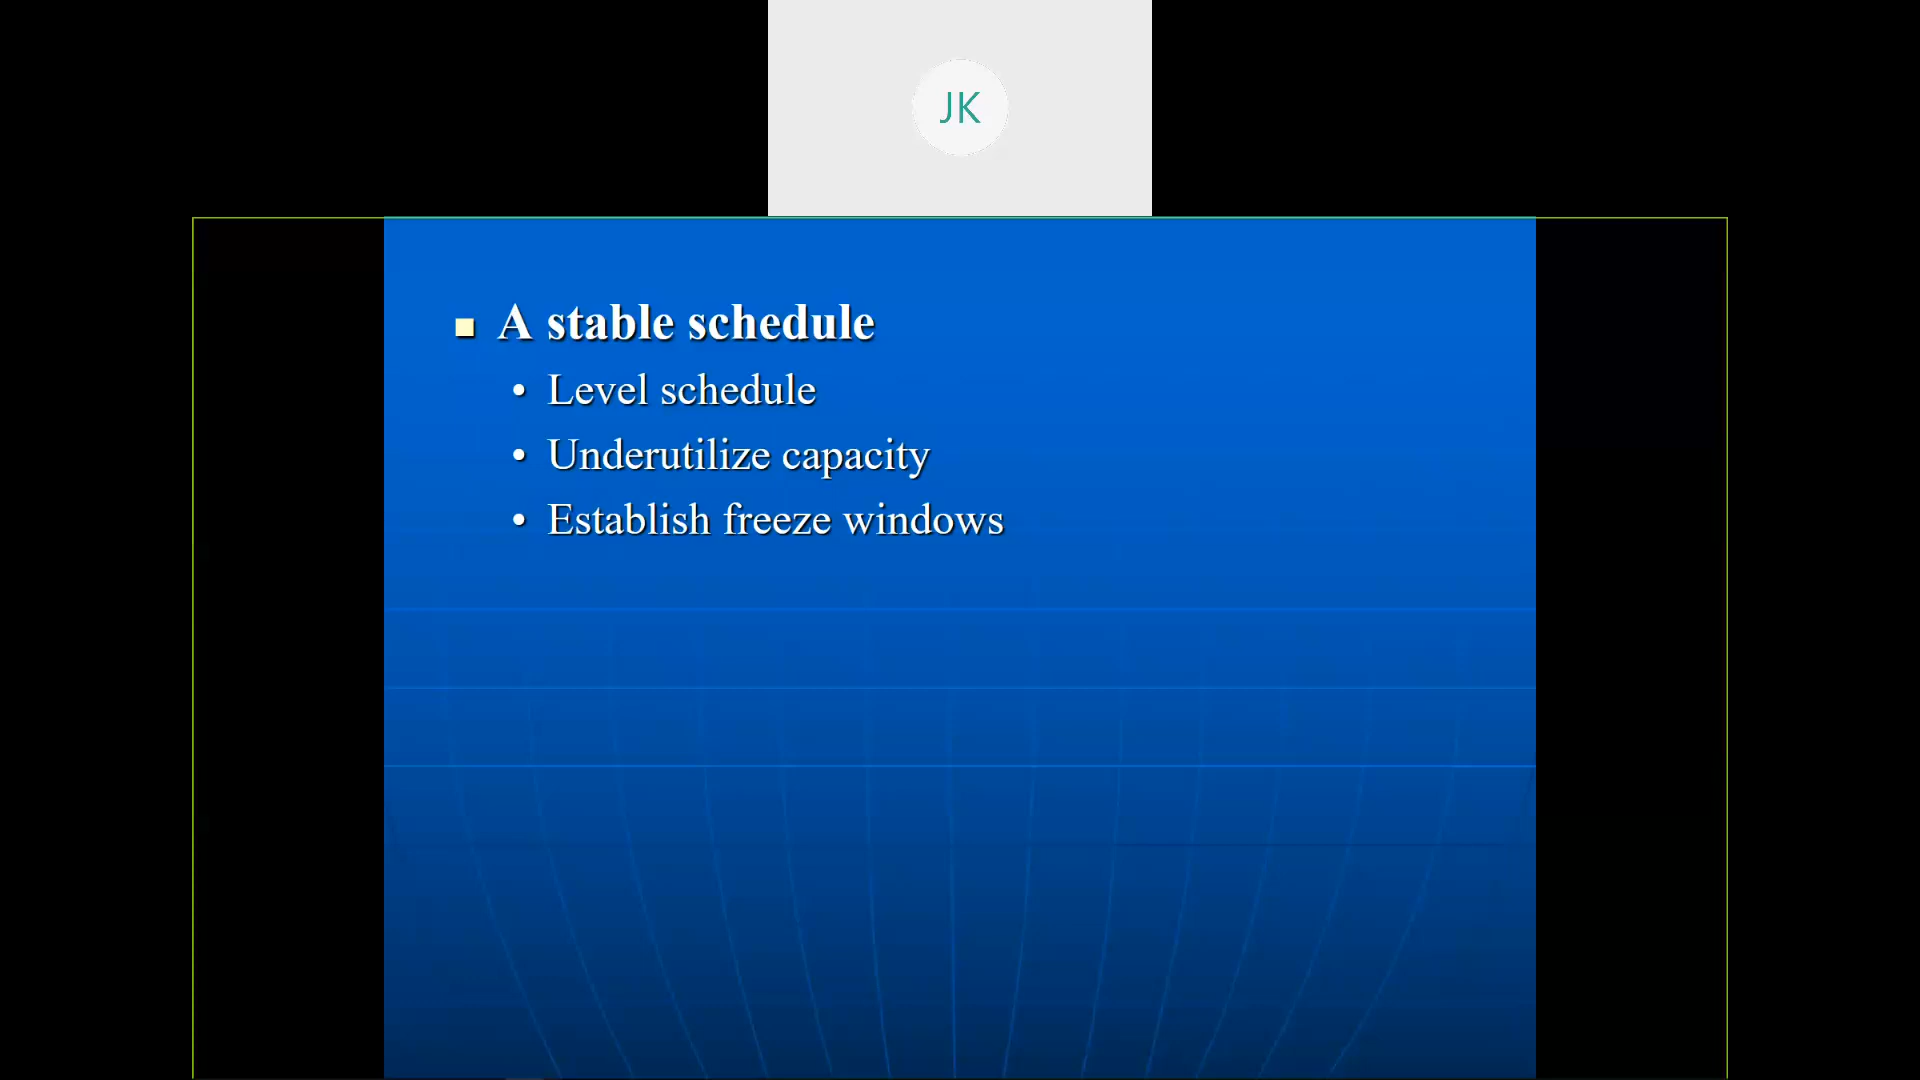 JK
A stable schedule
Level schedule
Underutilize capacity
Establish freeze windows